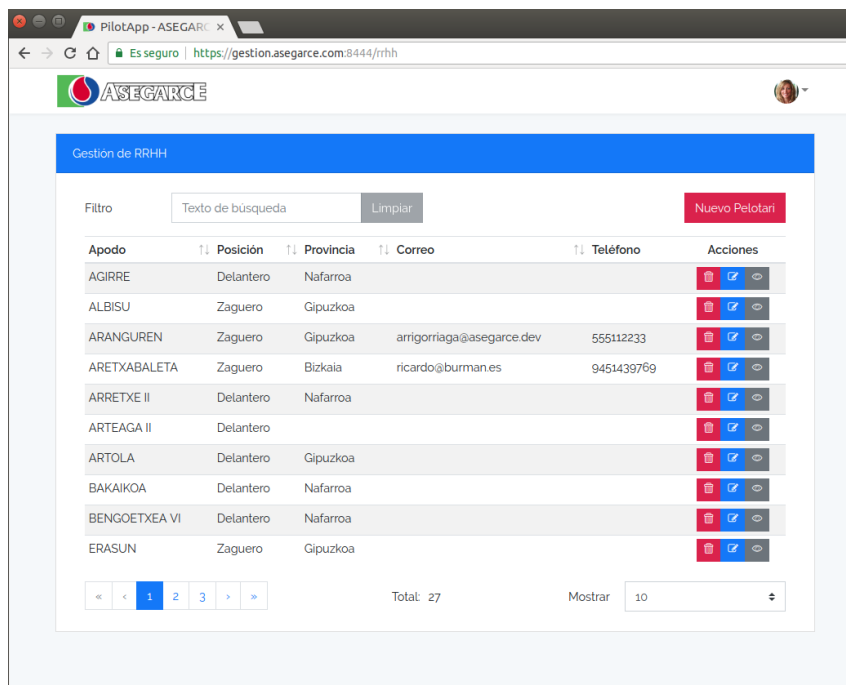 PilotApp - ASEGARC
Es seguro | https://gestion.asegarce.com:8444/rrhh
ASEGARCE
Gestión de RRHH
Filtro Texto de búsqueda Limpiar Nuevo Pelotari
Apodo Posición Provincia Correo Teléfono Acciones
AGIRRE Delantero Nafarroa
ALBISU Zaguero Gipuzkoa
ARANGUREN Zaguero Gipuzkoa arrigorriaga@asegarce.dev 555112233
ARETXABALETA Zaguero Bizkaia ricardo@burman.es 9451439769
ARRETXE II Delantero Nafarroa
ARTEAGA II Delantero
ARTOLA Delantero Gipuzkoa
BAKAIKOA Delantero Nafarroa
BENGOETXEA VI Delantero Nafarroa
ERASUN Zaguero Gipuzkoa
« ‹ 1 2 3 › » Total: 27 Mostrar 10